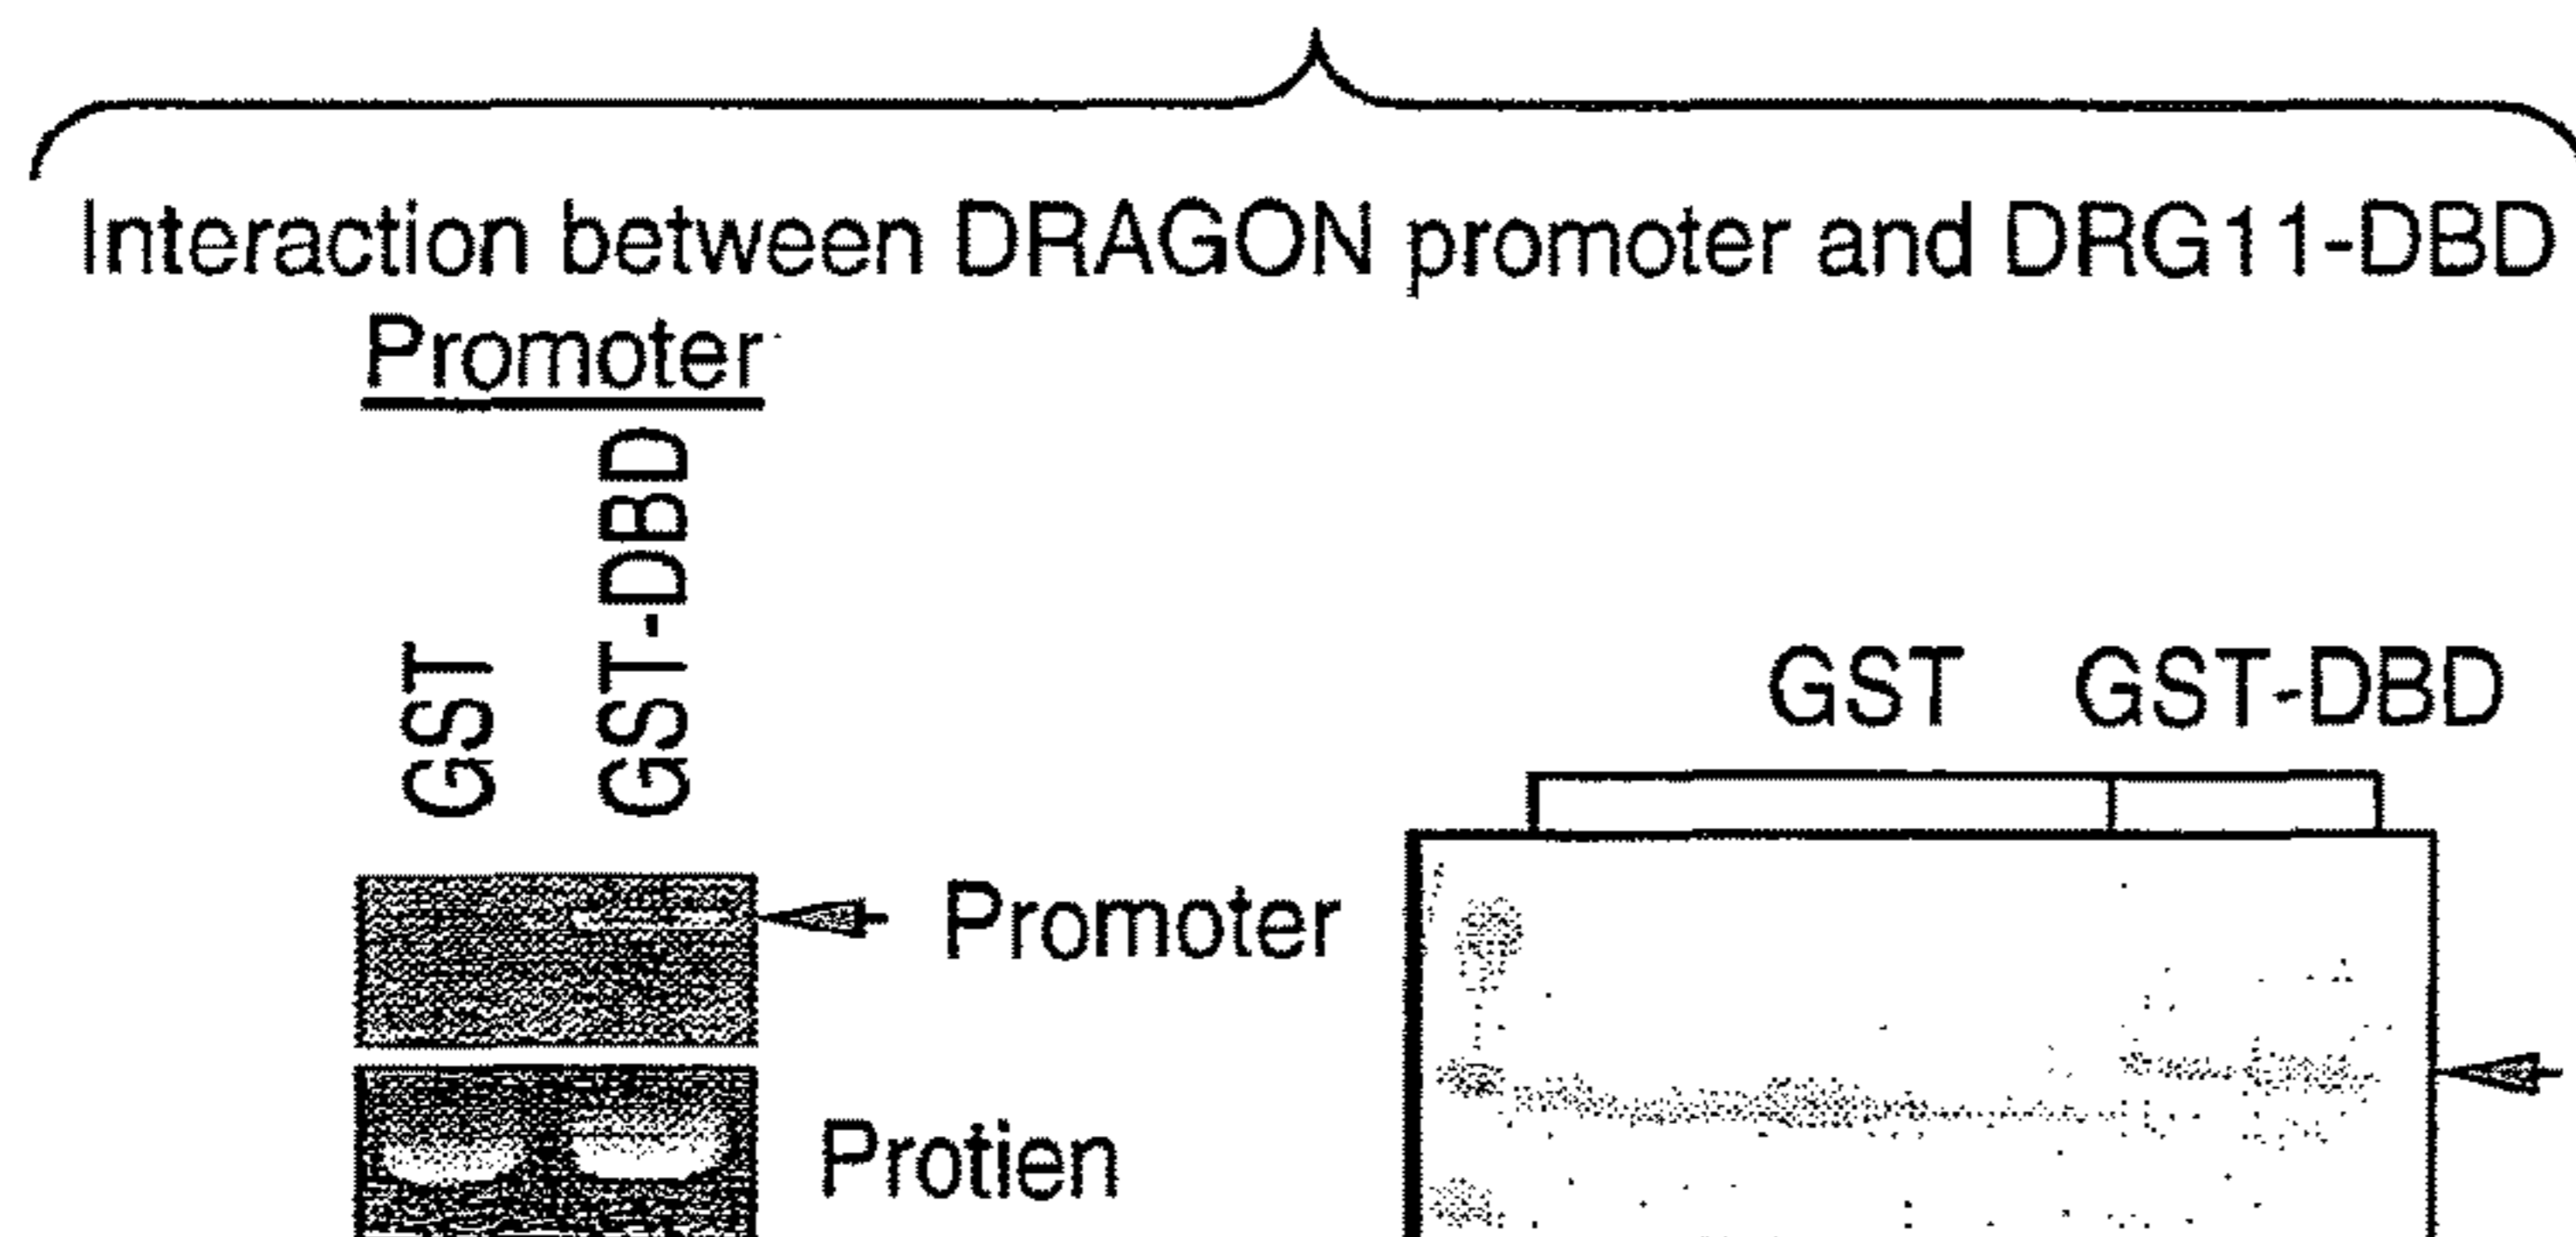 Interaction between DRAGON promoter and DRG11-DBD
Promoter
GST
GST-DBD
Promoter
Protien
GST GST-DBD